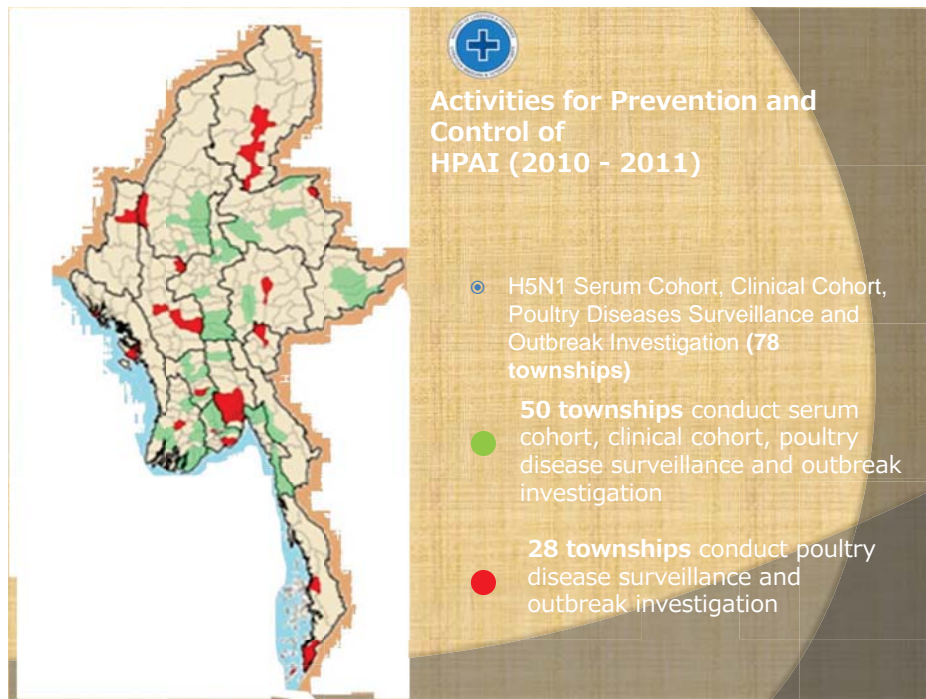 Activities for Prevention and
Control of
HPAI (2010 - 2011)
H5N1 Serum Cohort, Clinical Cohort,
Poultry Diseases Surveillance and
Outbreak Investigation (78
townships)
50 townships conduct serum
cohort, clinical cohort, poultry
disease surveillance and outbreak
investigation
28 townships conduct poultry
disease surveillance and
outbreak investigation